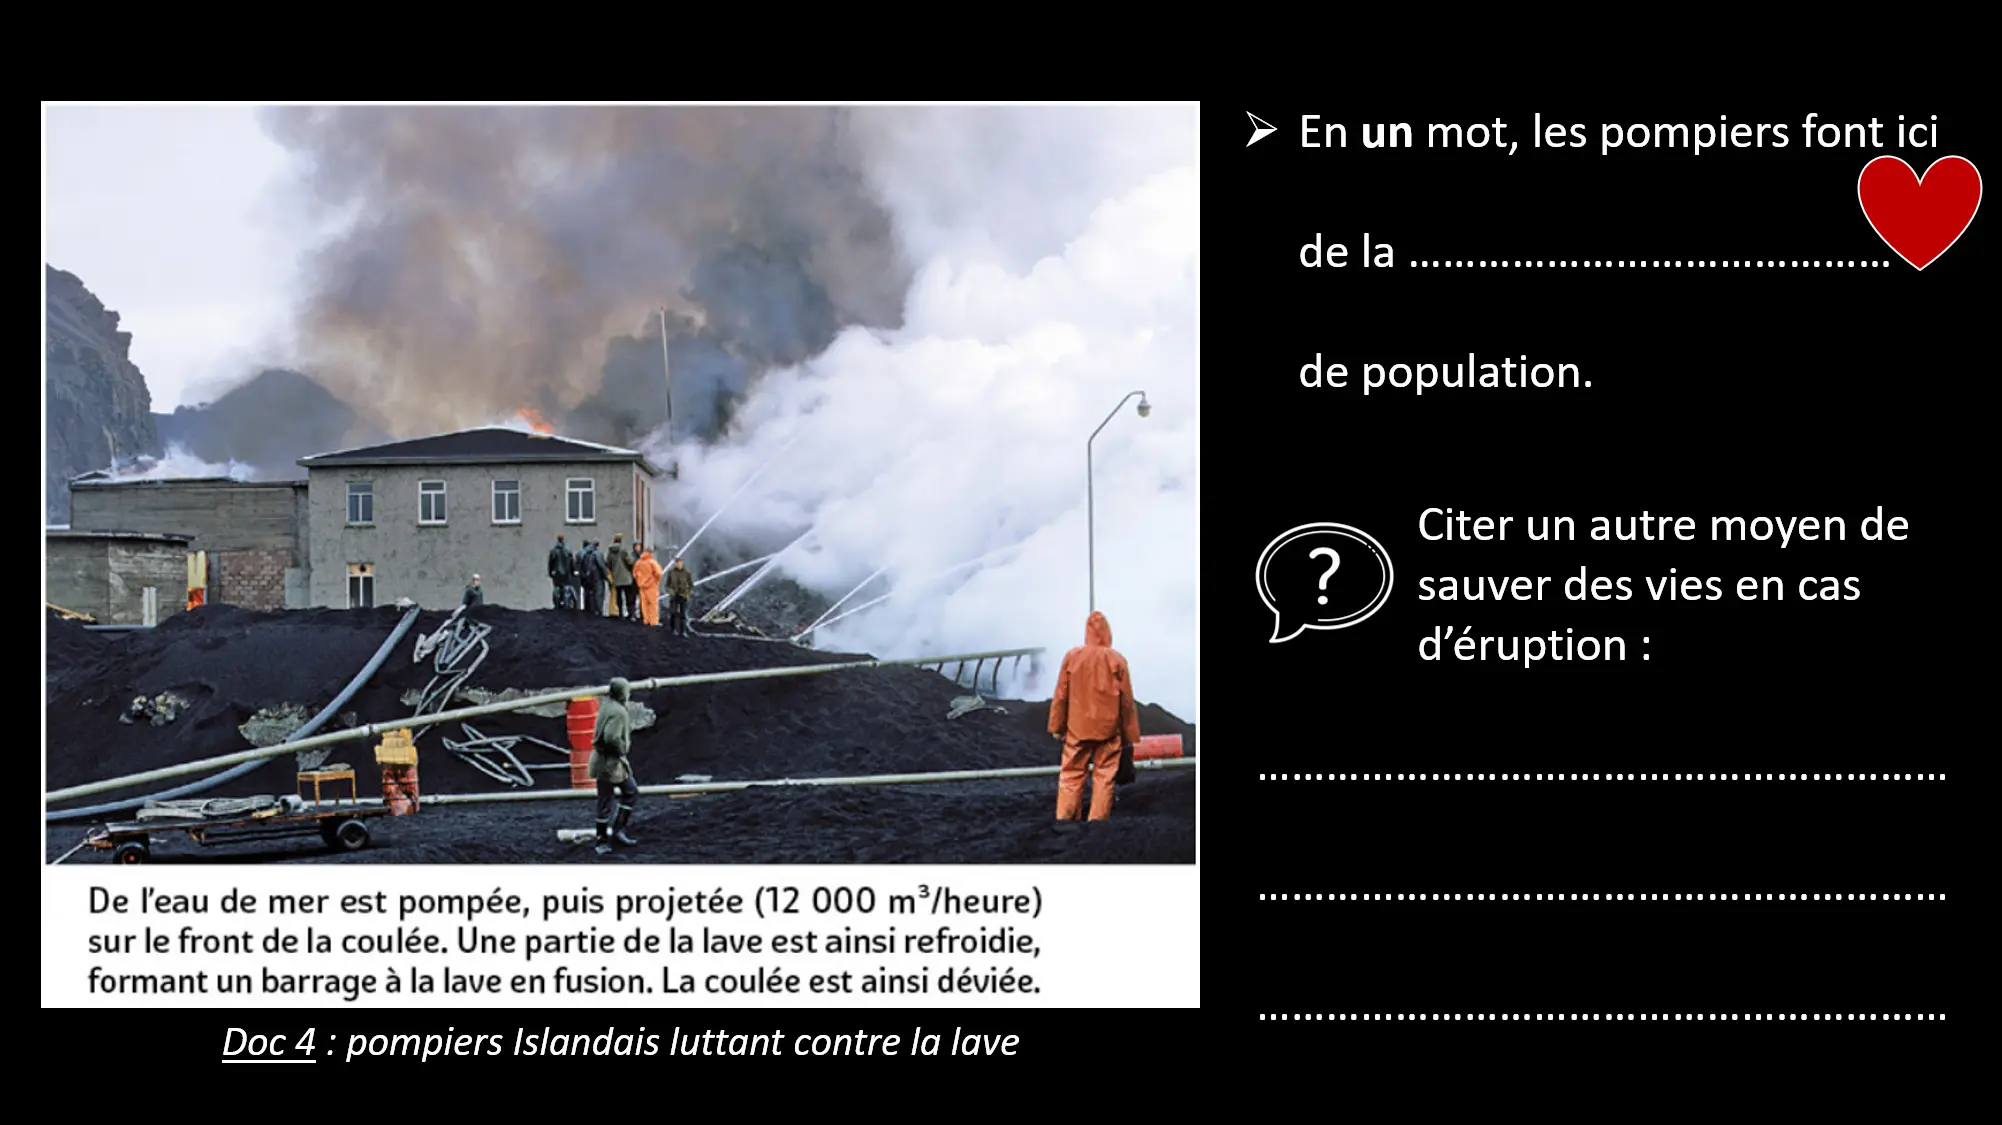 De l'eau de mer est pompée, puis projetée (12 000 m³/heure)
sur le front de la coulée. Une partie de la lave est ainsi refroidie,
formant un barrage à la lave en fusion. La coulée est ainsi déviée.
Doc 4 : pompiers Islandais luttant contre la lave
➢ En un mot, les pompiers font ici
de la ……………………………………
de population.
?
Citer un autre moyen de
sauver des vies en cas
d’éruption :
……………………………………………………
……………………………………………………
……………………………………………………